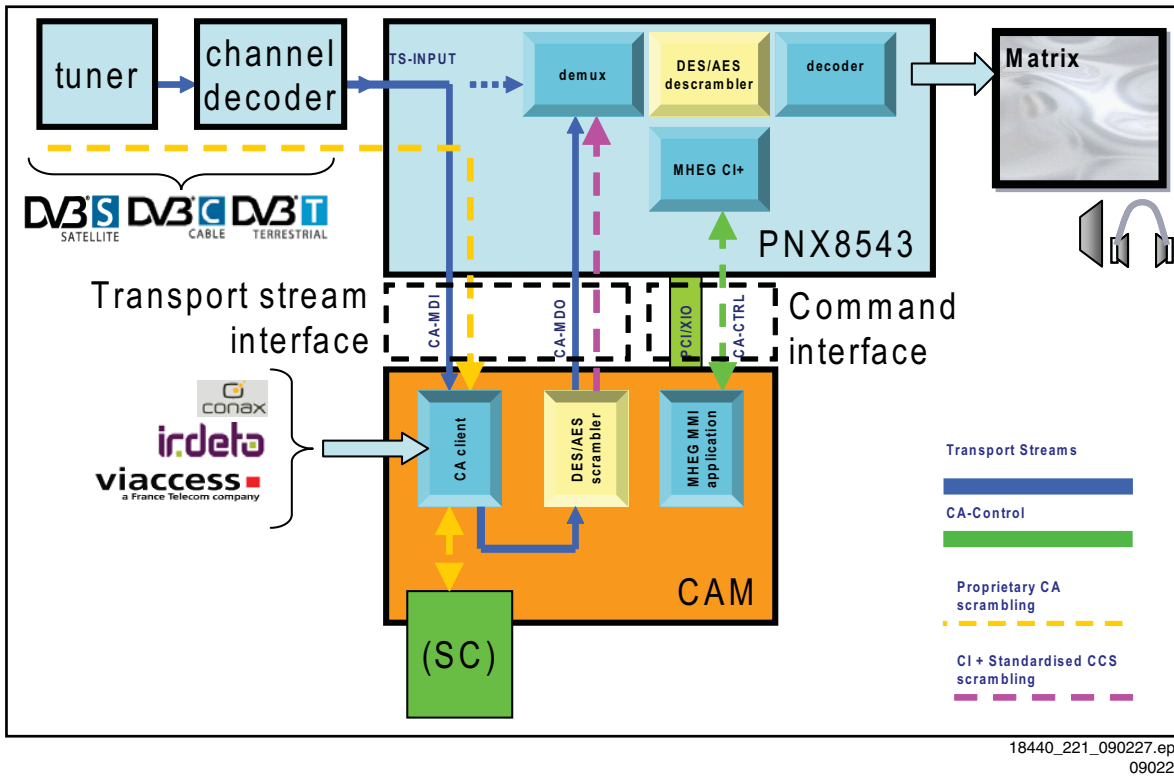 tuner
channel
decoder
TS-INPUT
demux
DES/AES
descrambler
decoder
MHEG CI+
PNX8543
Matrix
DVB S
SATELLITE
DVB C
CABLE
DVB T
TERRESTRIAL
Transport stream
interface
CA-MDI
CA-MDO
PCI/XIO
CA-CTRL
Command
interface
conax
irdeto
viaccess
a France Telecom company
CA client
DES/AES
scrambler
MHEG MMI
application
CAM
(SC)
Transport Streams
CA-Control
Proprietary CA
scrambling
CI + Standardised CCS
scrambling
18440_221_090227.ep
09022